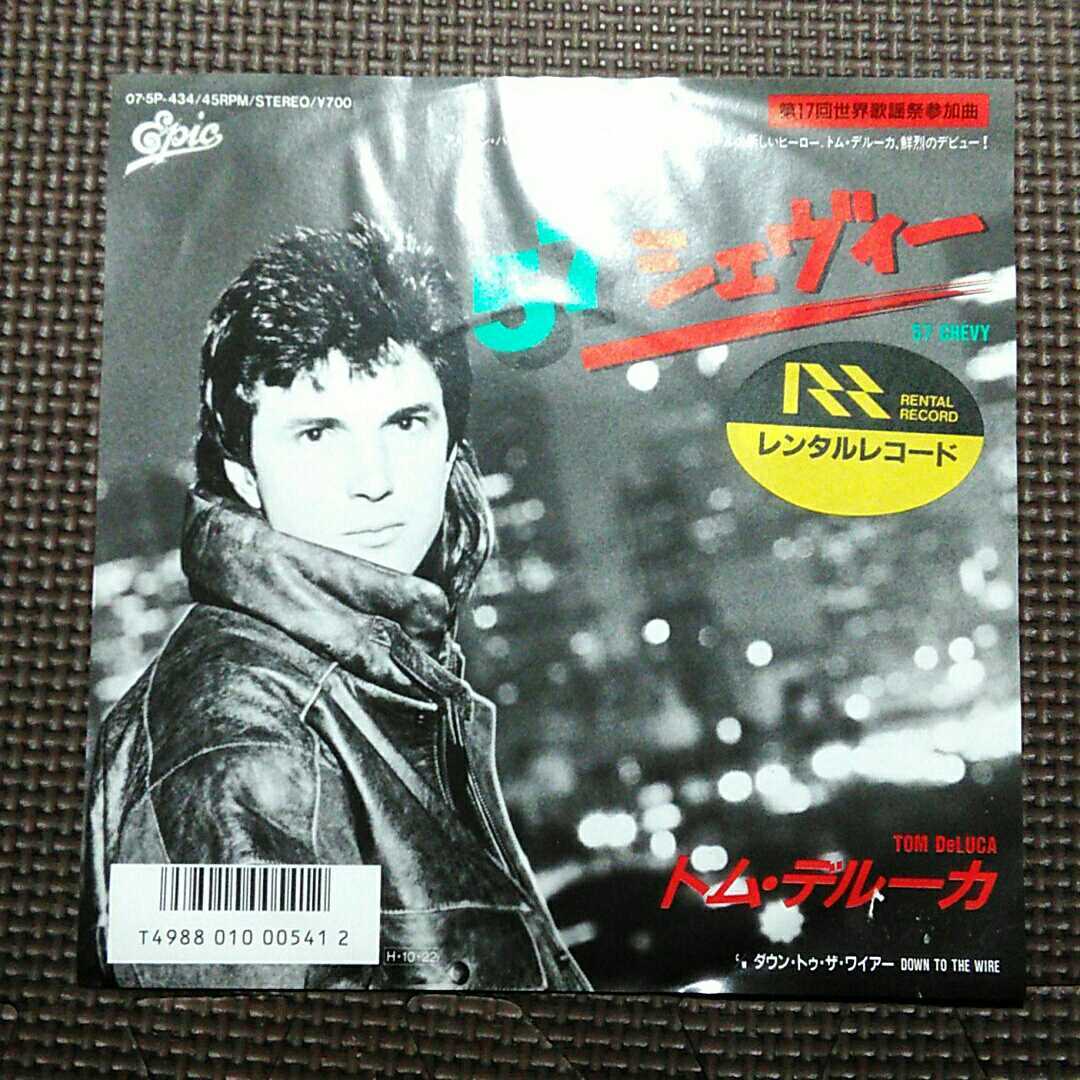 07·5P-434/45RPM/STEREO/¥700
Epic
第17回世界歌謡祭参加曲
しいヒーロー、トム・デルーカ、鮮烈のデビュー!
57 シェヴィー
57 CHEVY
RENTAL
RECORD
レンタルレコード
TOM DeLUCA
トム・デルーカ
c/w ダウン・トゥ・ザ・ワイアー DOWN TO THE WIRE
T4988 010 00541 2
H·10·22